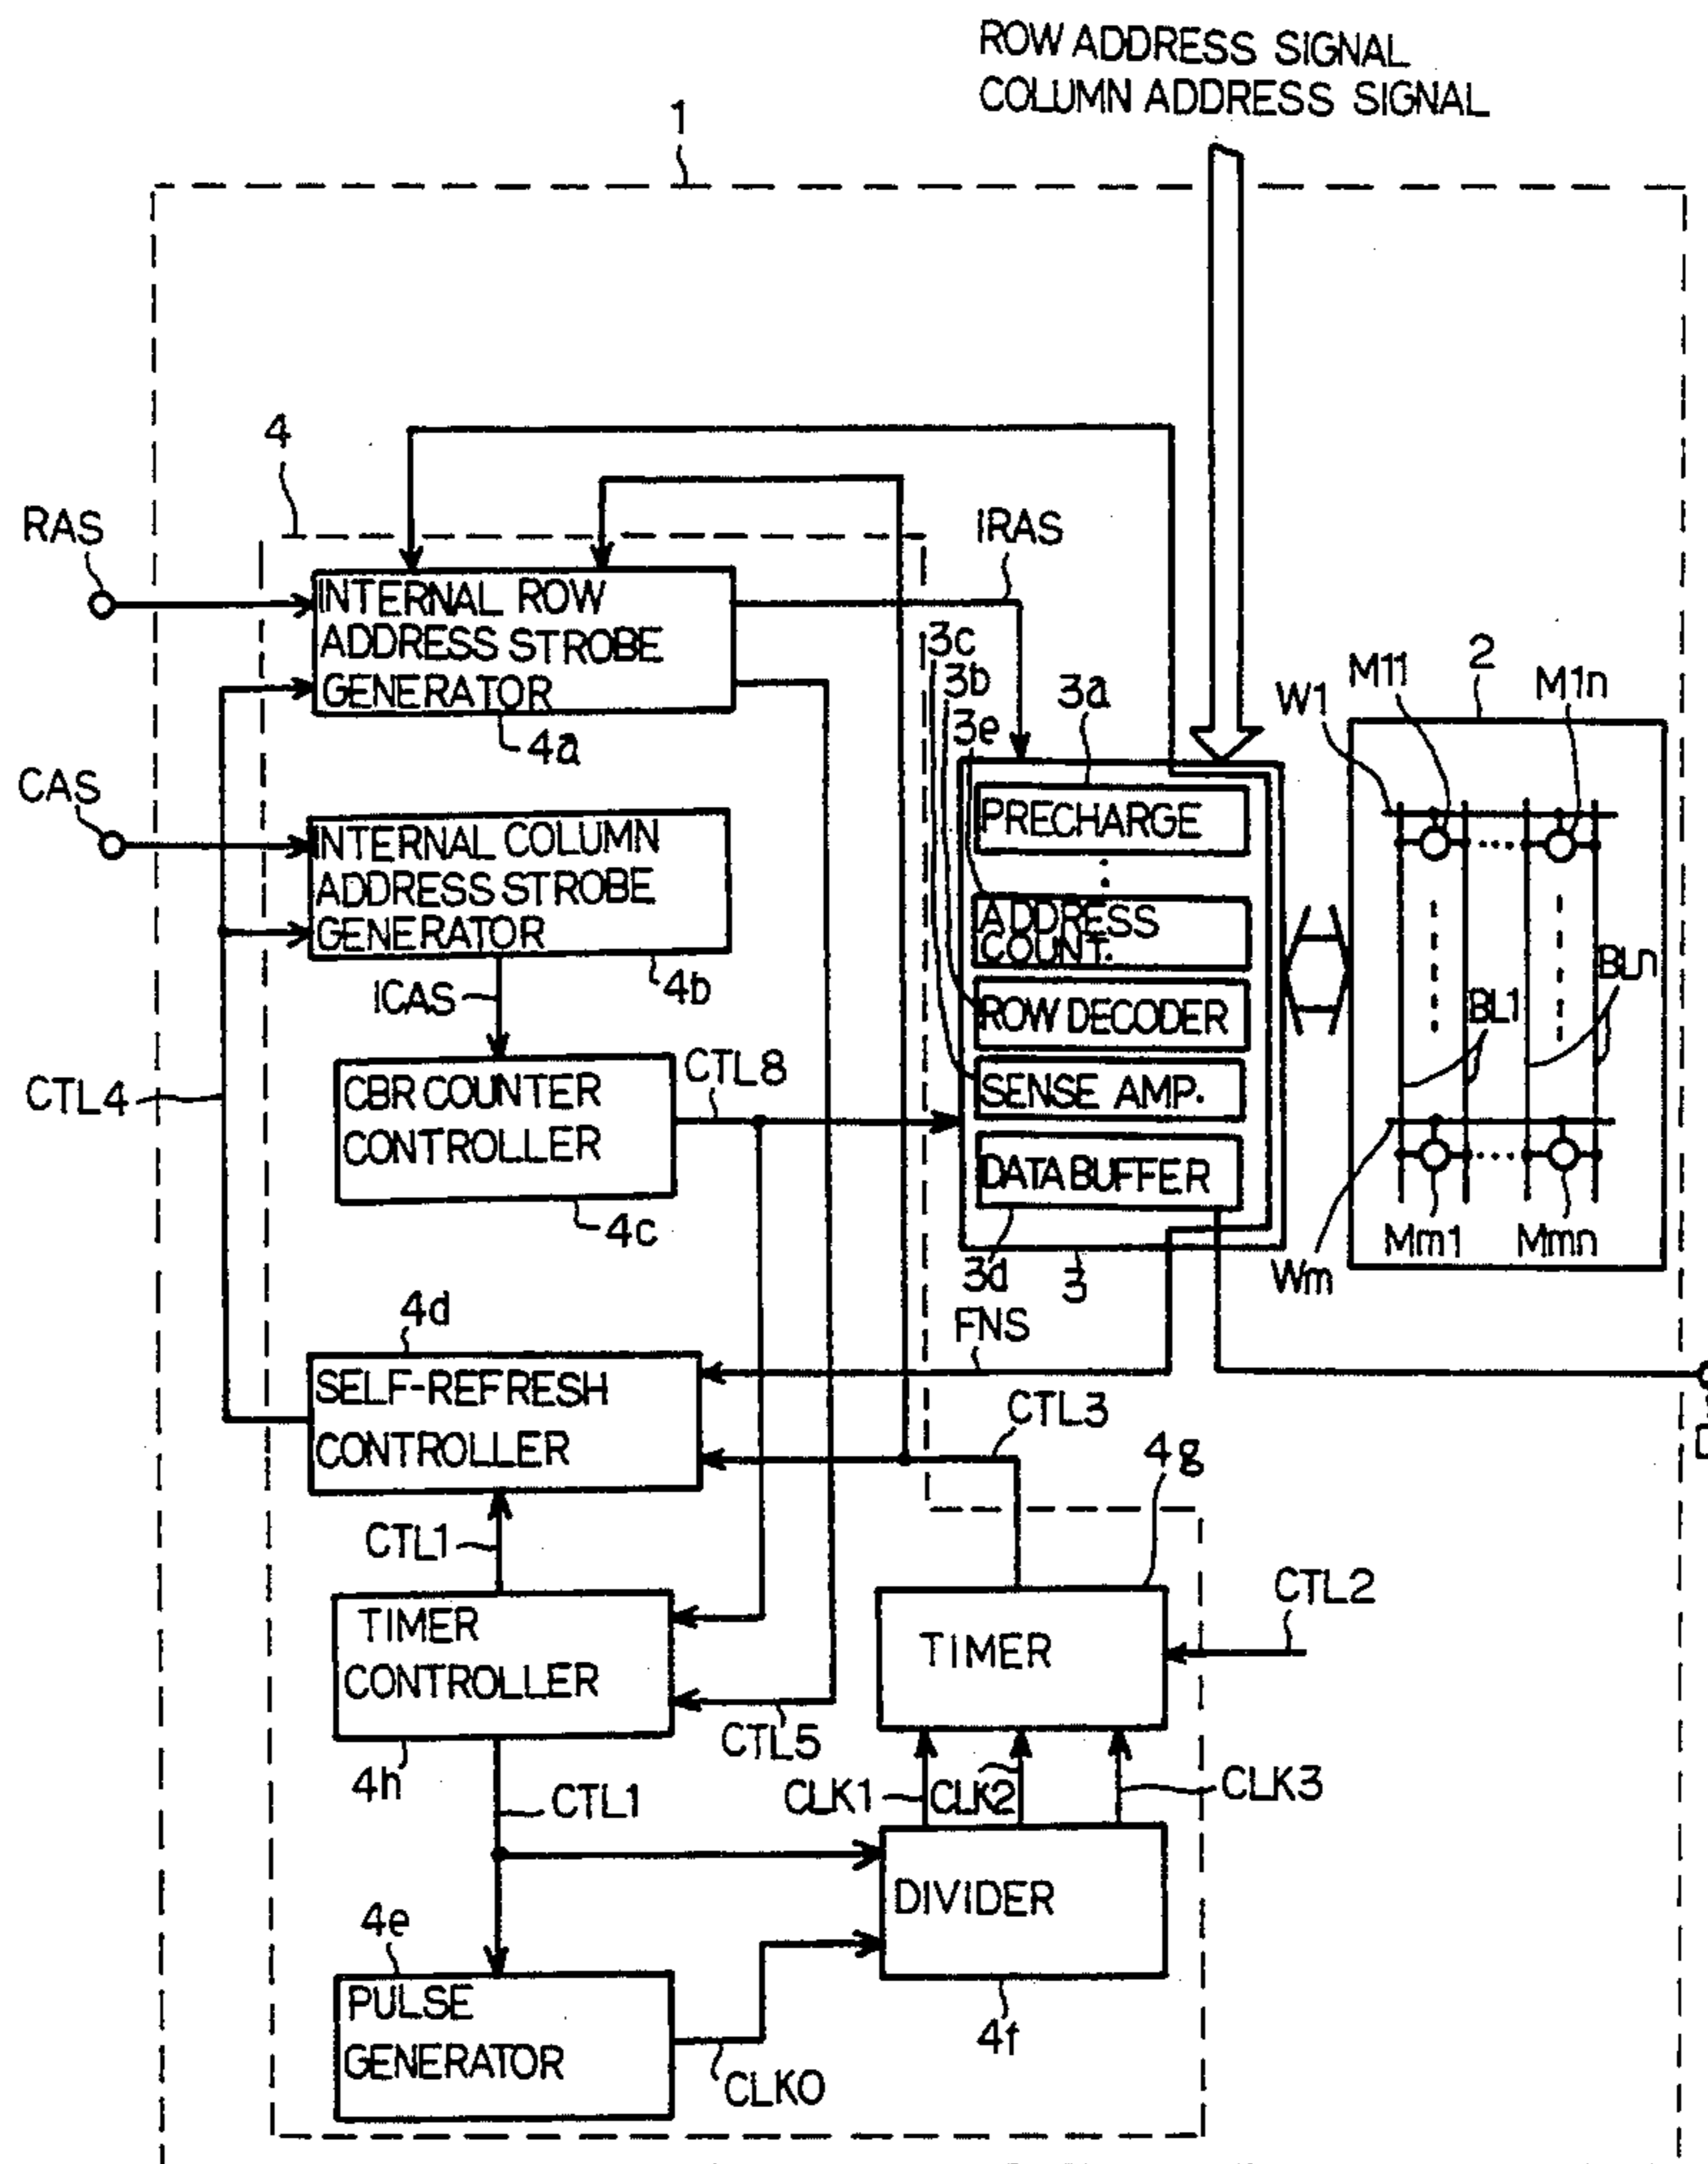 ROW ADDRESS SIGNAL
COLUMN ADDRESS SIGNAL
1
4
RAS
IRAS
INTERNAL ROW
ADDRESS STROBE
GENERATOR
4a
3c
3b
3e
3a
2
W1
M11
M1n
CAS
INTERNAL COLUMN
ADDRESS STROBE
GENERATOR
4b
ICAS
PRECHARGE
ADDRESS
COUNT.
ROW DECODER
SENSE AMP.
DATA BUFFER
3d
3
BL1
BLn
Mm1
Mmn
Wm
CTL4
CBR COUNTER
CONTROLLER
4c
CTL8
FNS
4d
SELF-REFRESH
CONTROLLER
CTL3
4g
CTL1
TIMER
CONTROLLER
4h
CTL5
TIMER
CTL2
CTL1
CLK1
CLK2
CLK3
DIVIDER
4f
4e
PULSE
GENERATOR
CLK0